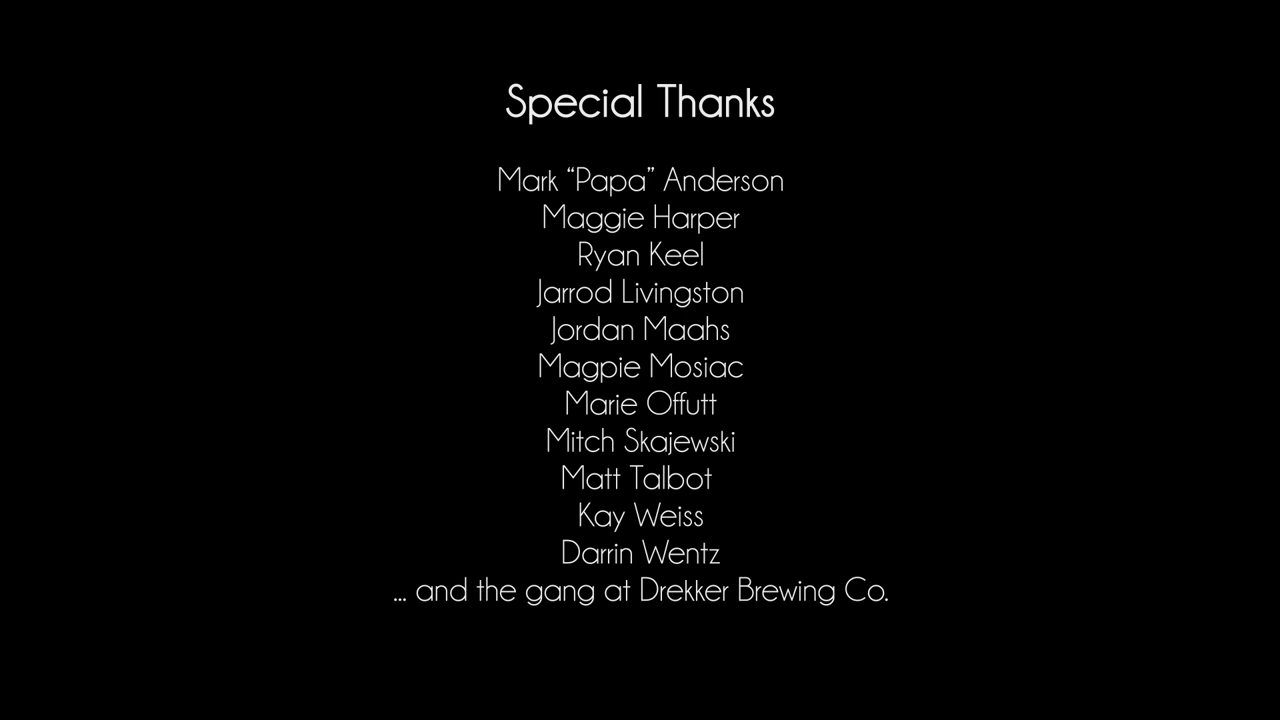 Special Thanks
Mark “Papa” Anderson
Maggie Harper
Ryan Keel
Jarrod Livingston
Jordan Maahs
Magpie Mosiac
Marie Offutt
Mitch Skajewski
Matt Talbot
Kay Weiss
Darrin Wentz
... and the gang at Drekker Brewing Co.